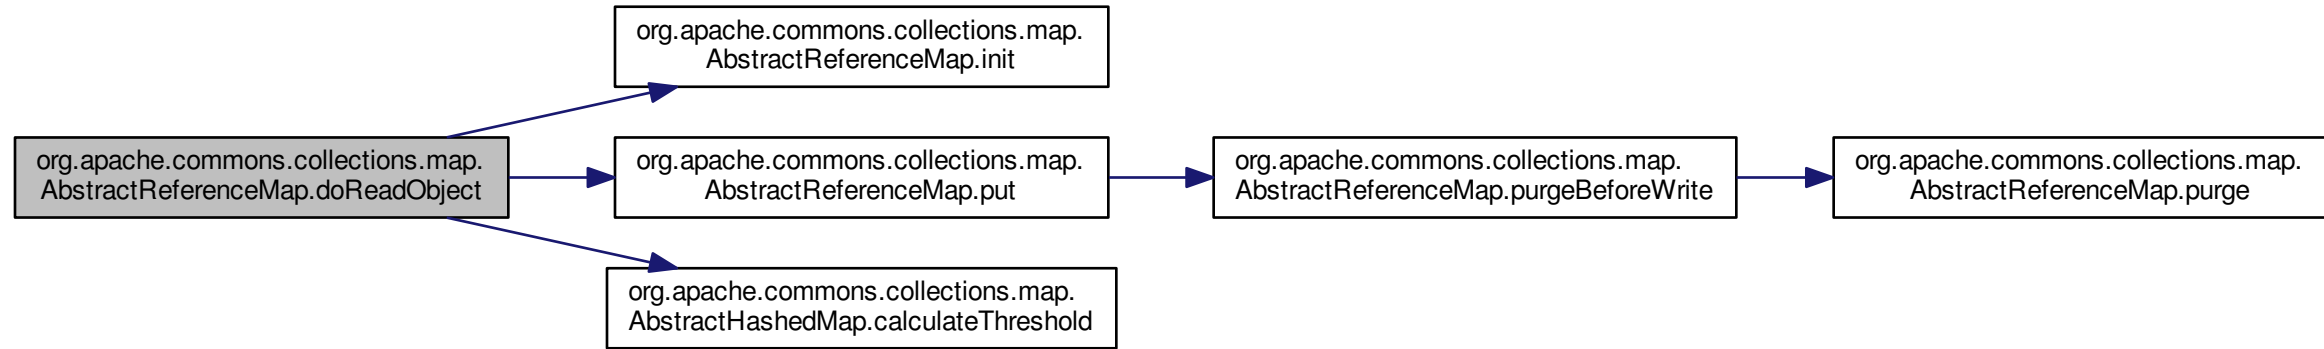 org.apache.commons.collections.map.
AbstractReferenceMap.init
org.apache.commons.collections.map.
AbstractReferenceMap.doReadObject
org.apache.commons.collections.map.
AbstractReferenceMap.put
org.apache.commons.collections.map.
AbstractReferenceMap.purgeBeforeWrite
org.apache.commons.collections.map.
AbstractReferenceMap.purge
org.apache.commons.collections.map.
AbstractHashedMap.calculateThreshold